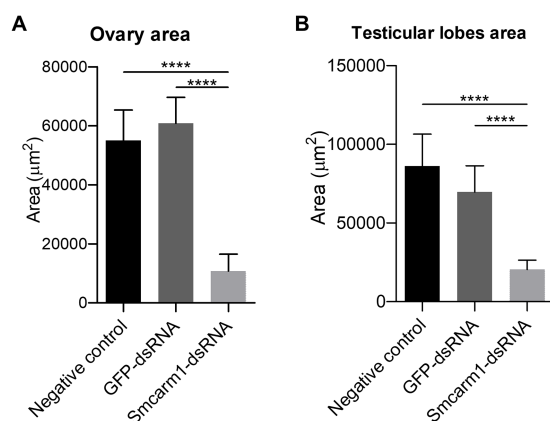 A
Ovary area
80000
60000
40000
20000
0
Area (μm²)
****
****
Negative control
GFP-dsRNA
Smcarm1-dsRNA
B
Testicular lobes area
150000
100000
50000
0
Area (μm²)
****
****
Negative control
GFP-dsRNA
Smcarm1-dsRNA